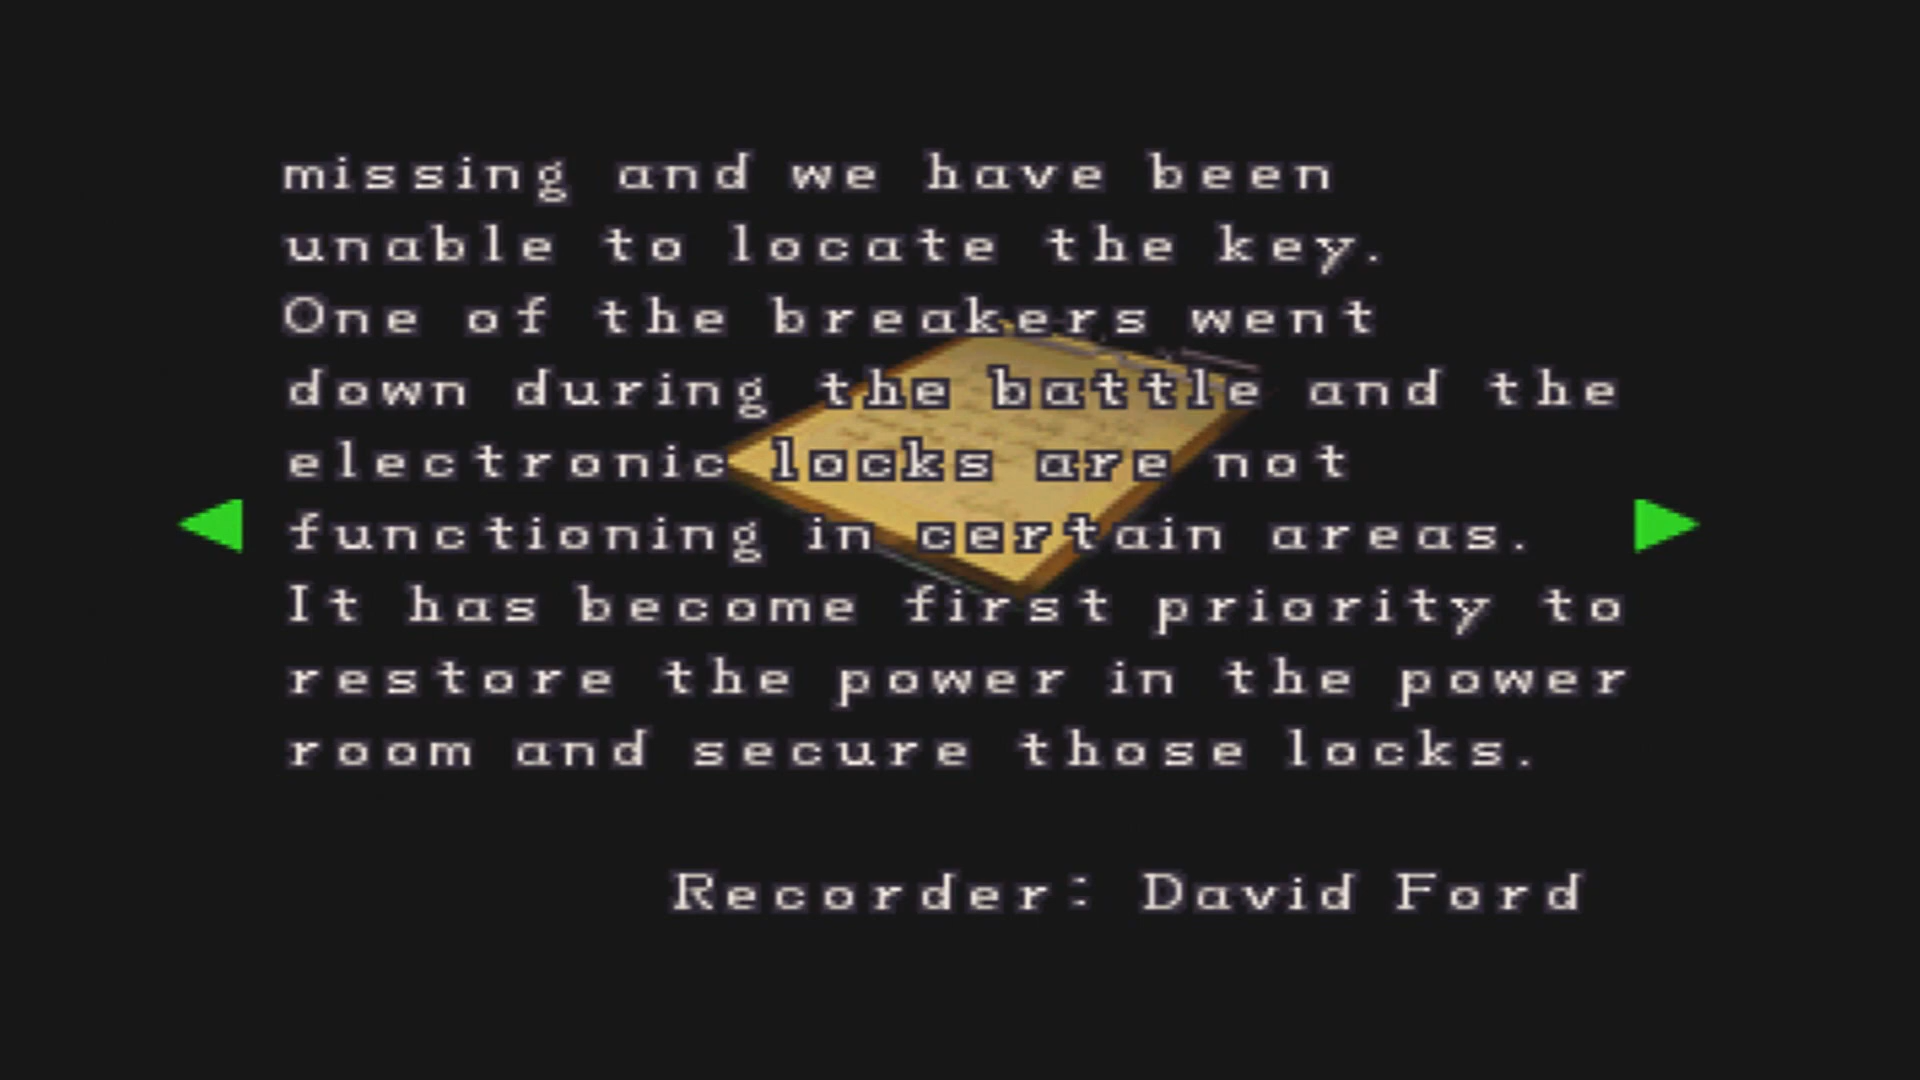 missing and we have been
unable to locate the key.
One of the breakers went
down during the battle and the
electronic locks are not
functioning in certain areas.
It has become first priority to
restore the power in the power
room and secure those locks.
Recorder: David Ford